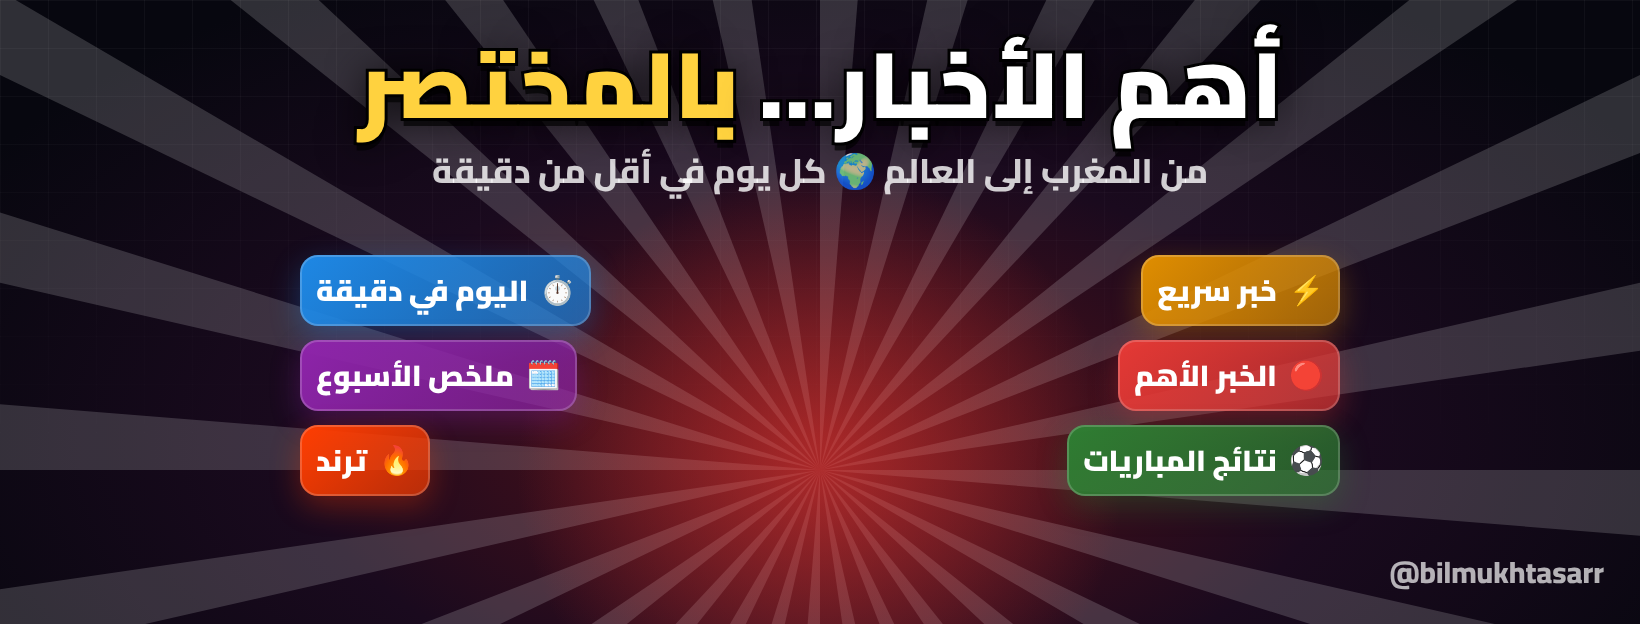 أهم الأخبار... بالمختصر
من المغرب إلى العالم 🌍 كل يوم في أقل من دقيقة
⚡ خبر سريع
🔴 الخبر الأهم
⚽ نتائج المباريات
⏱️ اليوم في دقيقة
🗓️ ملخص الأسبوع
🔥 ترند
@bilmukhtasarr